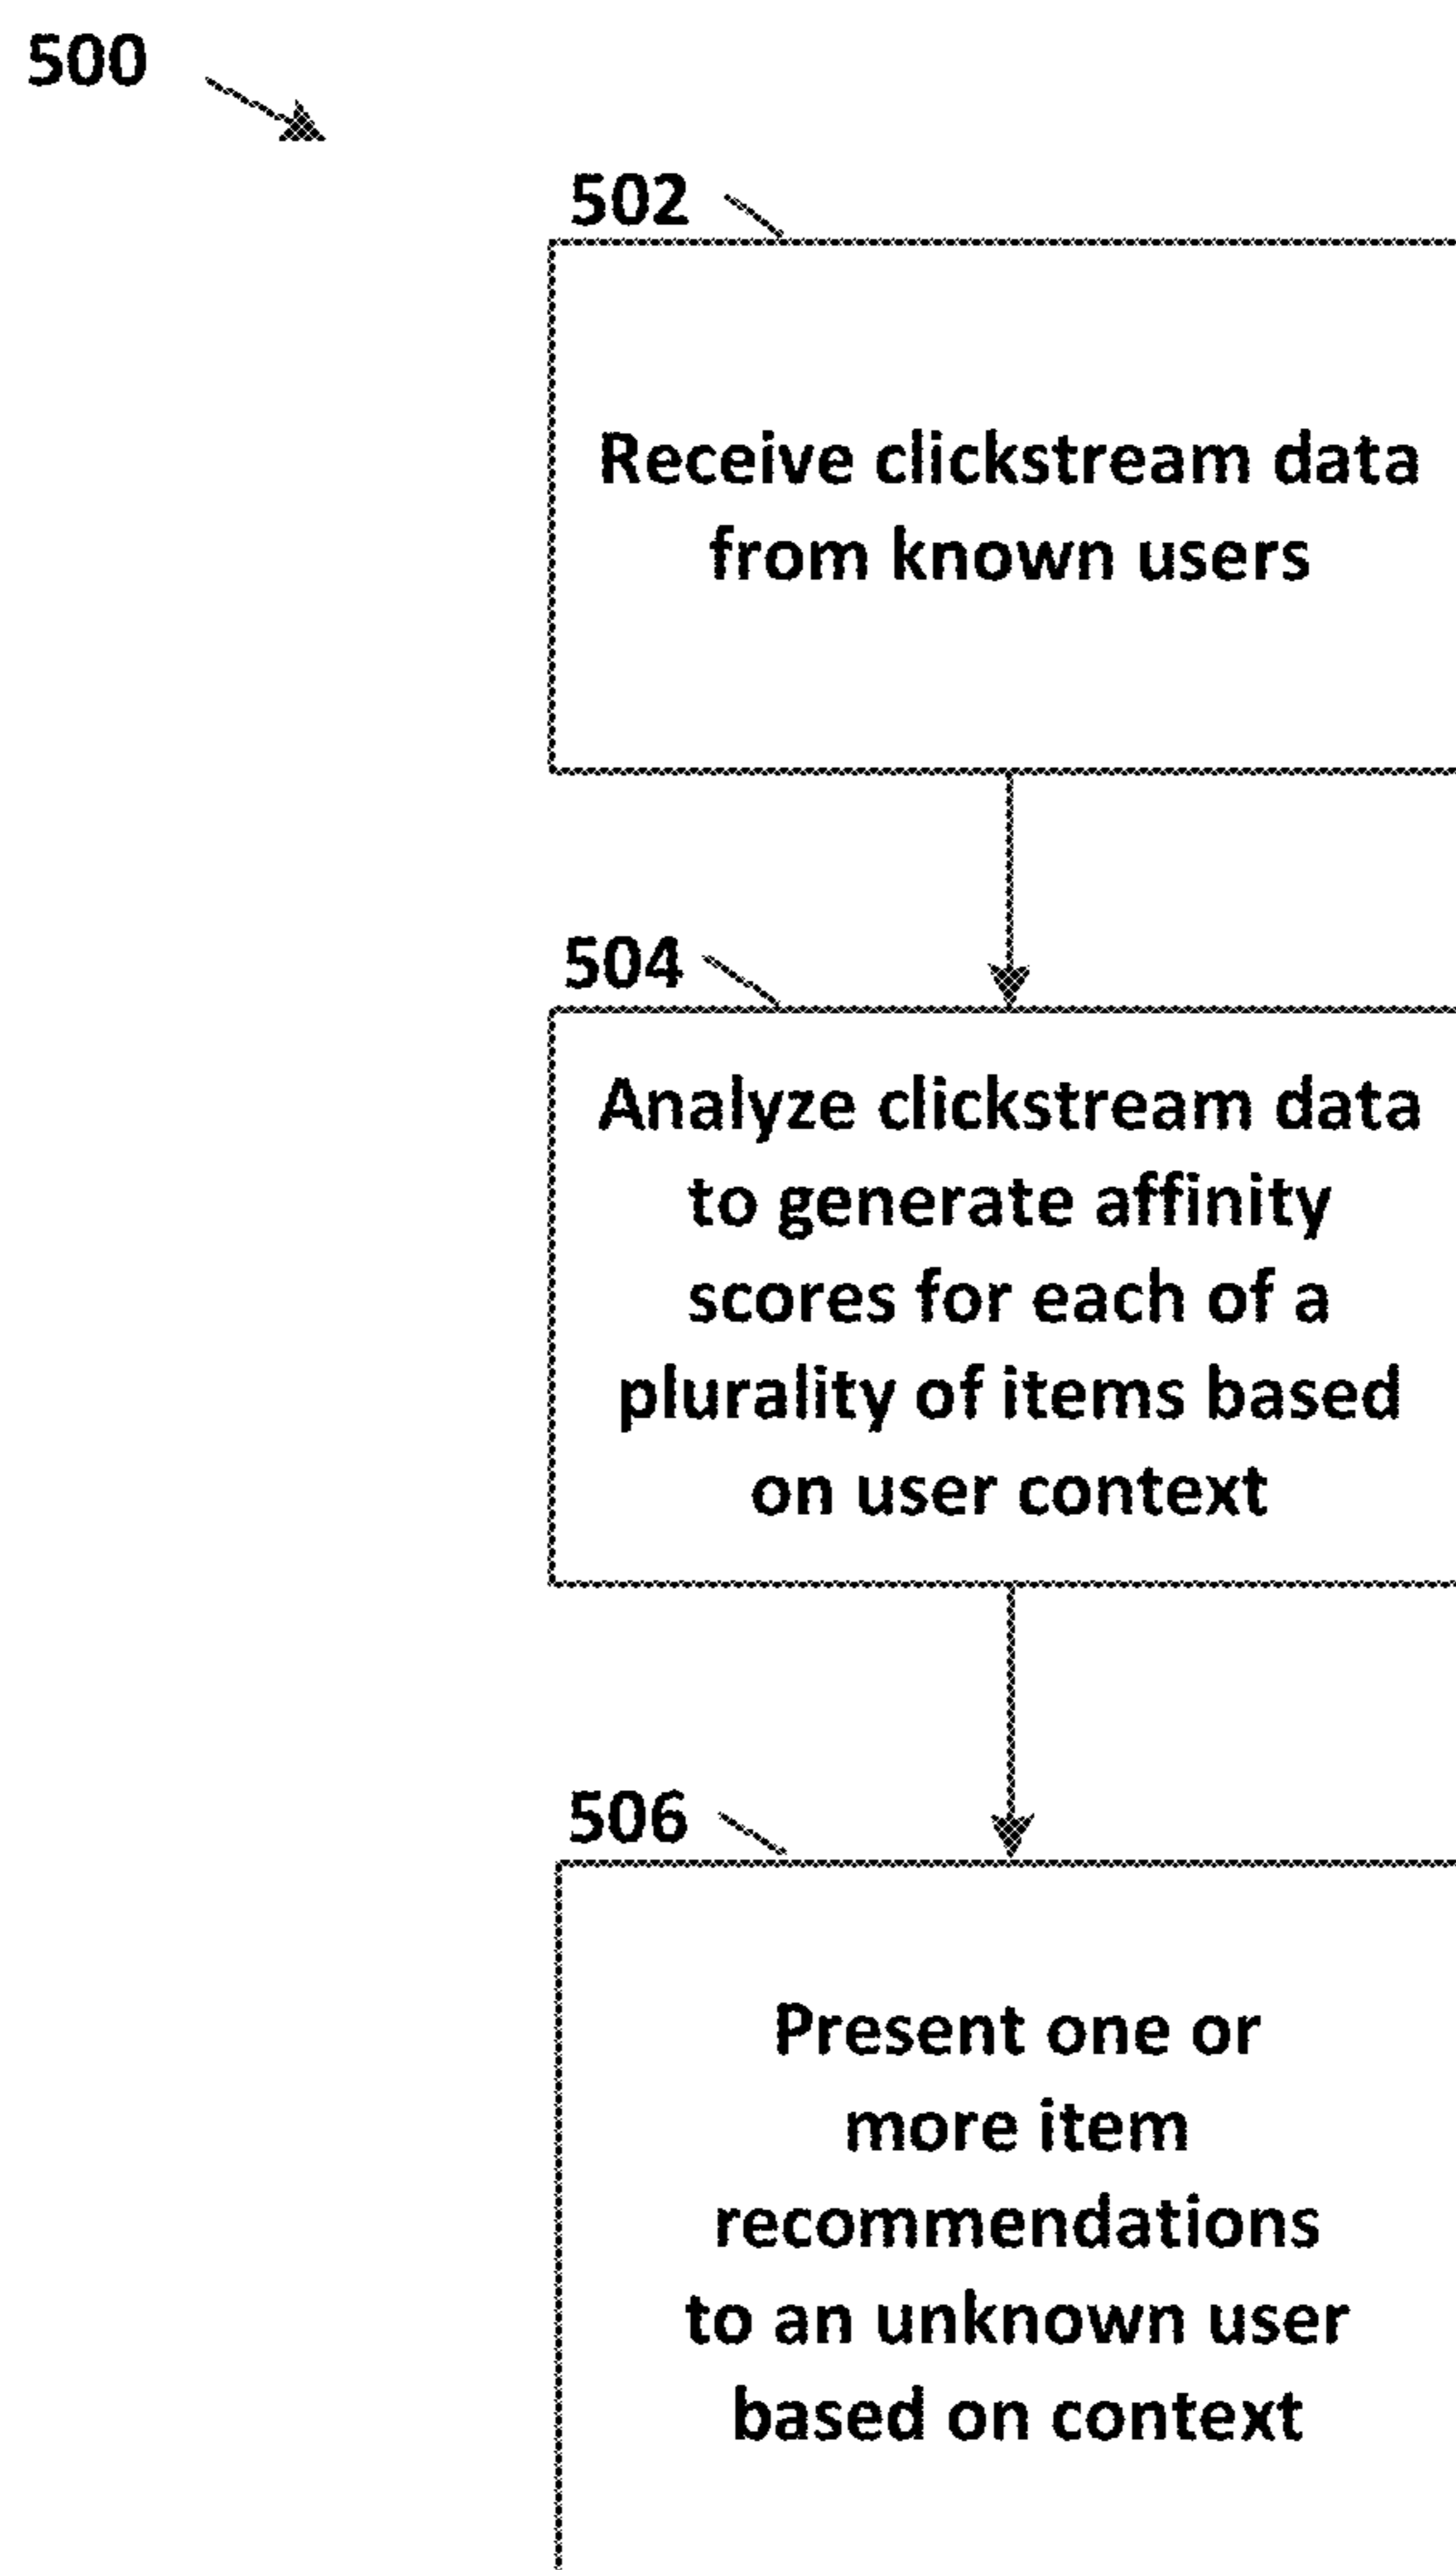 500
502
Receive clickstream data
from known users
504
Analyze clickstream data
to generate affinity
scores for each of a
plurality of items based
on user context
506
Present one or
more item
recommendations
to an unknown user
based on context